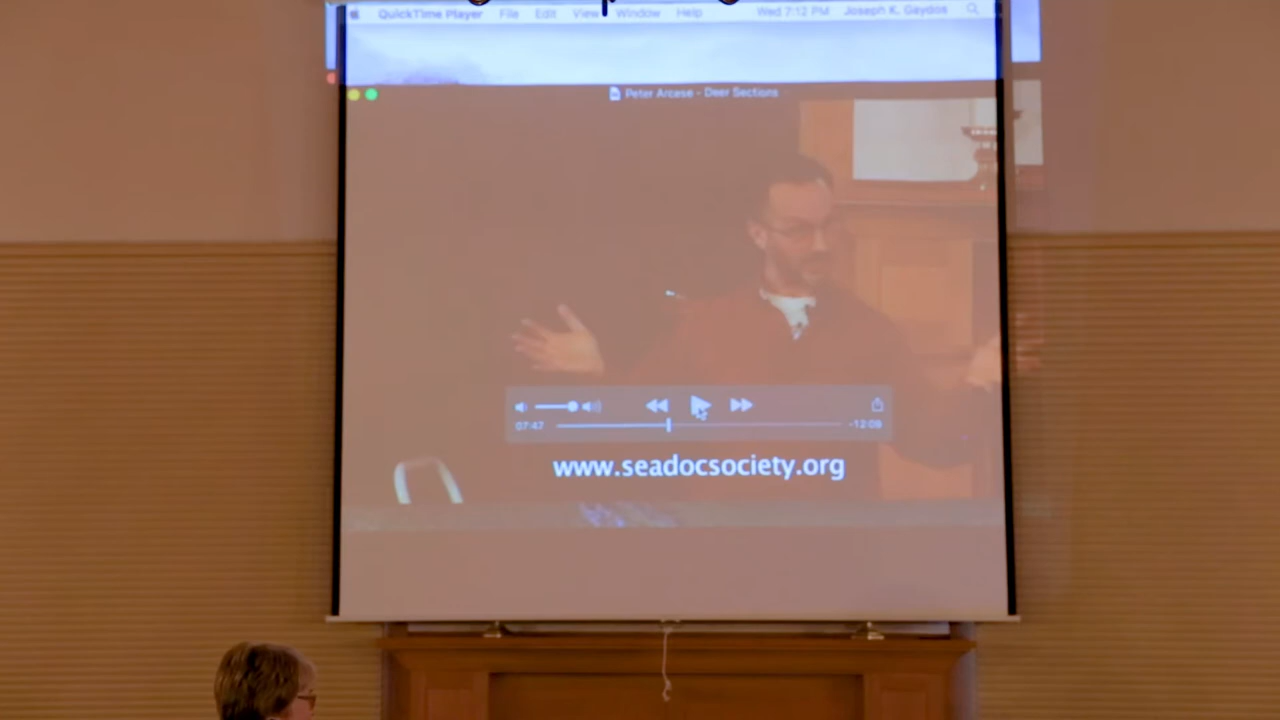 QuickTime Player File Edit View Window Help Wed 7:12 PM Joseph K. Gaydos
Peter Arcese - Deer Sections
07:47 -12:09
www.seadocsociety.org